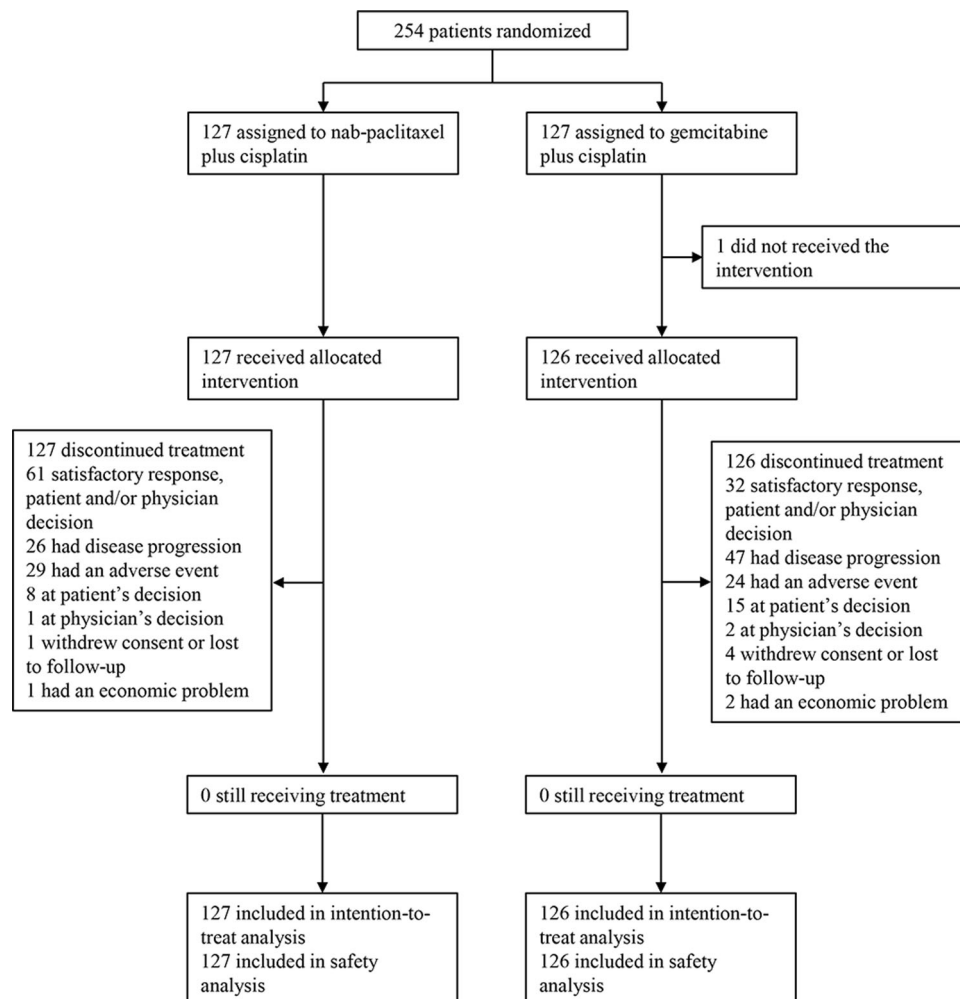 254 patients randomized
127 assigned to nab-paclitaxel
plus cisplatin
127 assigned to gemcitabine
plus cisplatin
1 did not received the
intervention
127 received allocated
intervention
126 received allocated
intervention
127 discontinued treatment
61 satisfactory response,
patient and/or physician
decision
26 had disease progression
29 had an adverse event
8 at patient’s decision
1 at physician’s decision
1 withdrew consent or lost
to follow-up
1 had an economic problem
126 discontinued treatment
32 satisfactory response,
patient and/or physician
decision
47 had disease progression
24 had an adverse event
15 at patient’s decision
2 at physician’s decision
4 withdrew consent or lost
to follow-up
2 had an economic problem
0 still receiving treatment
0 still receiving treatment
127 included in intention-to-
treat analysis
127 included in safety
analysis
126 included in intention-to-
treat analysis
126 included in safety
analysis